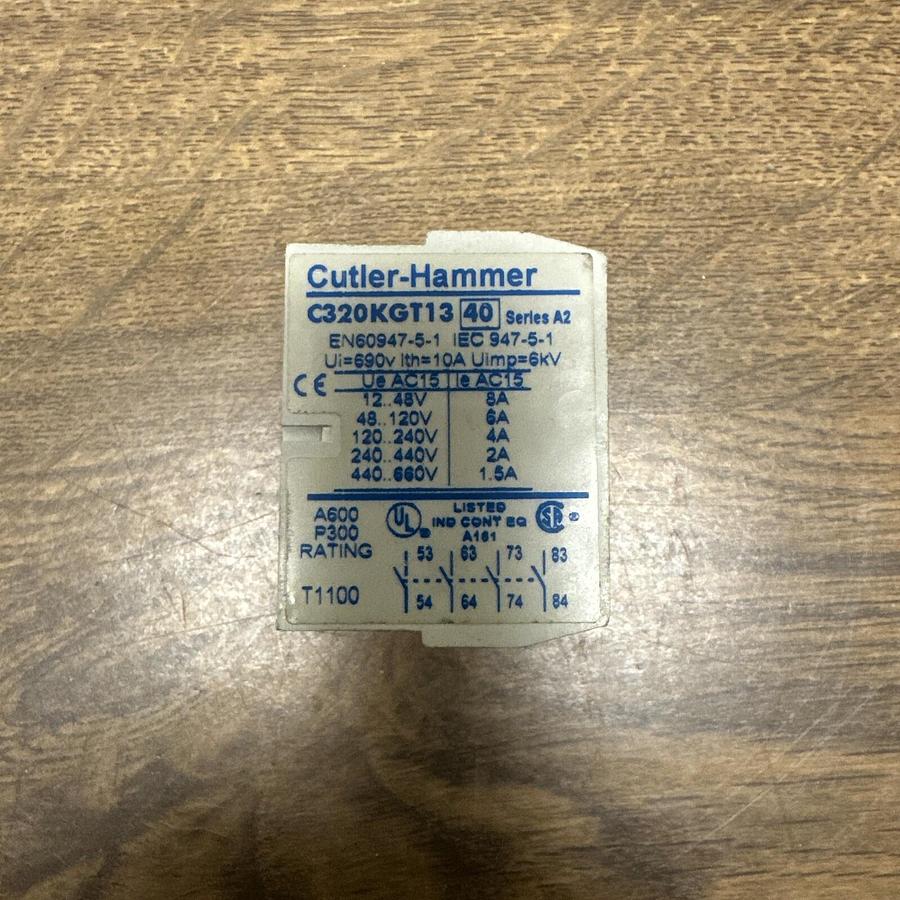 Cutler-Hammer
C320KGT13 40 Series A2
EN60947-5-1 IEC 947-5-1
Ui=690v Ith=10A Uimp=6kV
CE Ue AC15 Ie AC15
12..48V 8A
48..120V 6A
120..240V 4A
240..440V 2A
440..660V 1.5A
A600
P300
RATING
UL ®
LISTED
IND CONT EQ
A161
SA ®
53 63 73 83
T1100
54 64 74 84